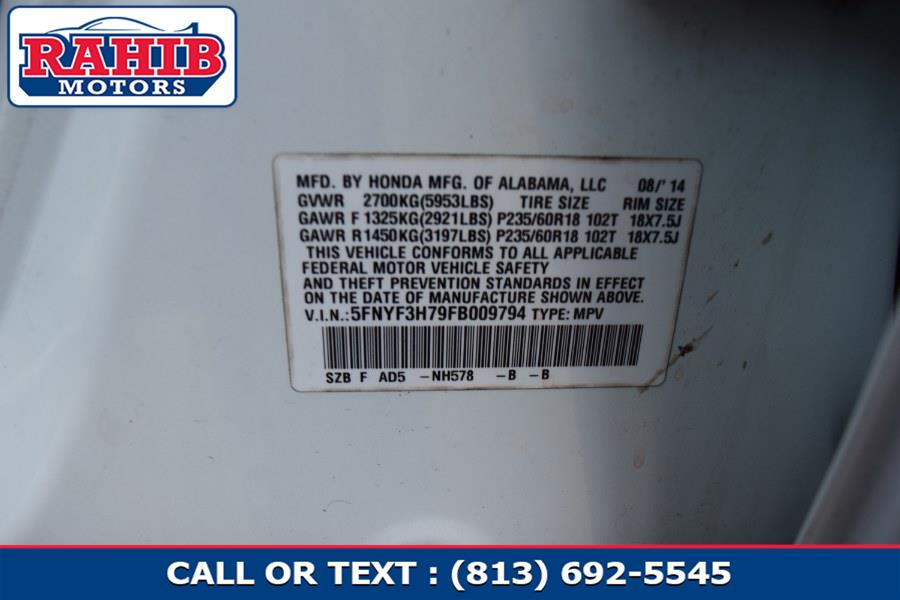 RAHIB
MOTORS
MFD. BY HONDA MFG. OF ALABAMA, LLC 08/' 14
GVWR 2700KG(5953LBS) TIRE SIZE RIM SIZE
GAWR F 1325KG(2921LBS) P235/60R18 102T 18X7.5J
GAWR R 1450KG(3197LBS) P235/60R18 102T 18X7.5J
THIS VEHICLE CONFORMS TO ALL APPLICABLE
FEDERAL MOTOR VEHICLE SAFETY
AND THEFT PREVENTION STANDARDS IN EFFECT
ON THE DATE OF MANUFACTURE SHOWN ABOVE.
V.I.N.:5FNYF3H79FB009794 TYPE: MPV
SZB F AD5 -NH578 -B -B
CALL OR TEXT : (813) 692-5545